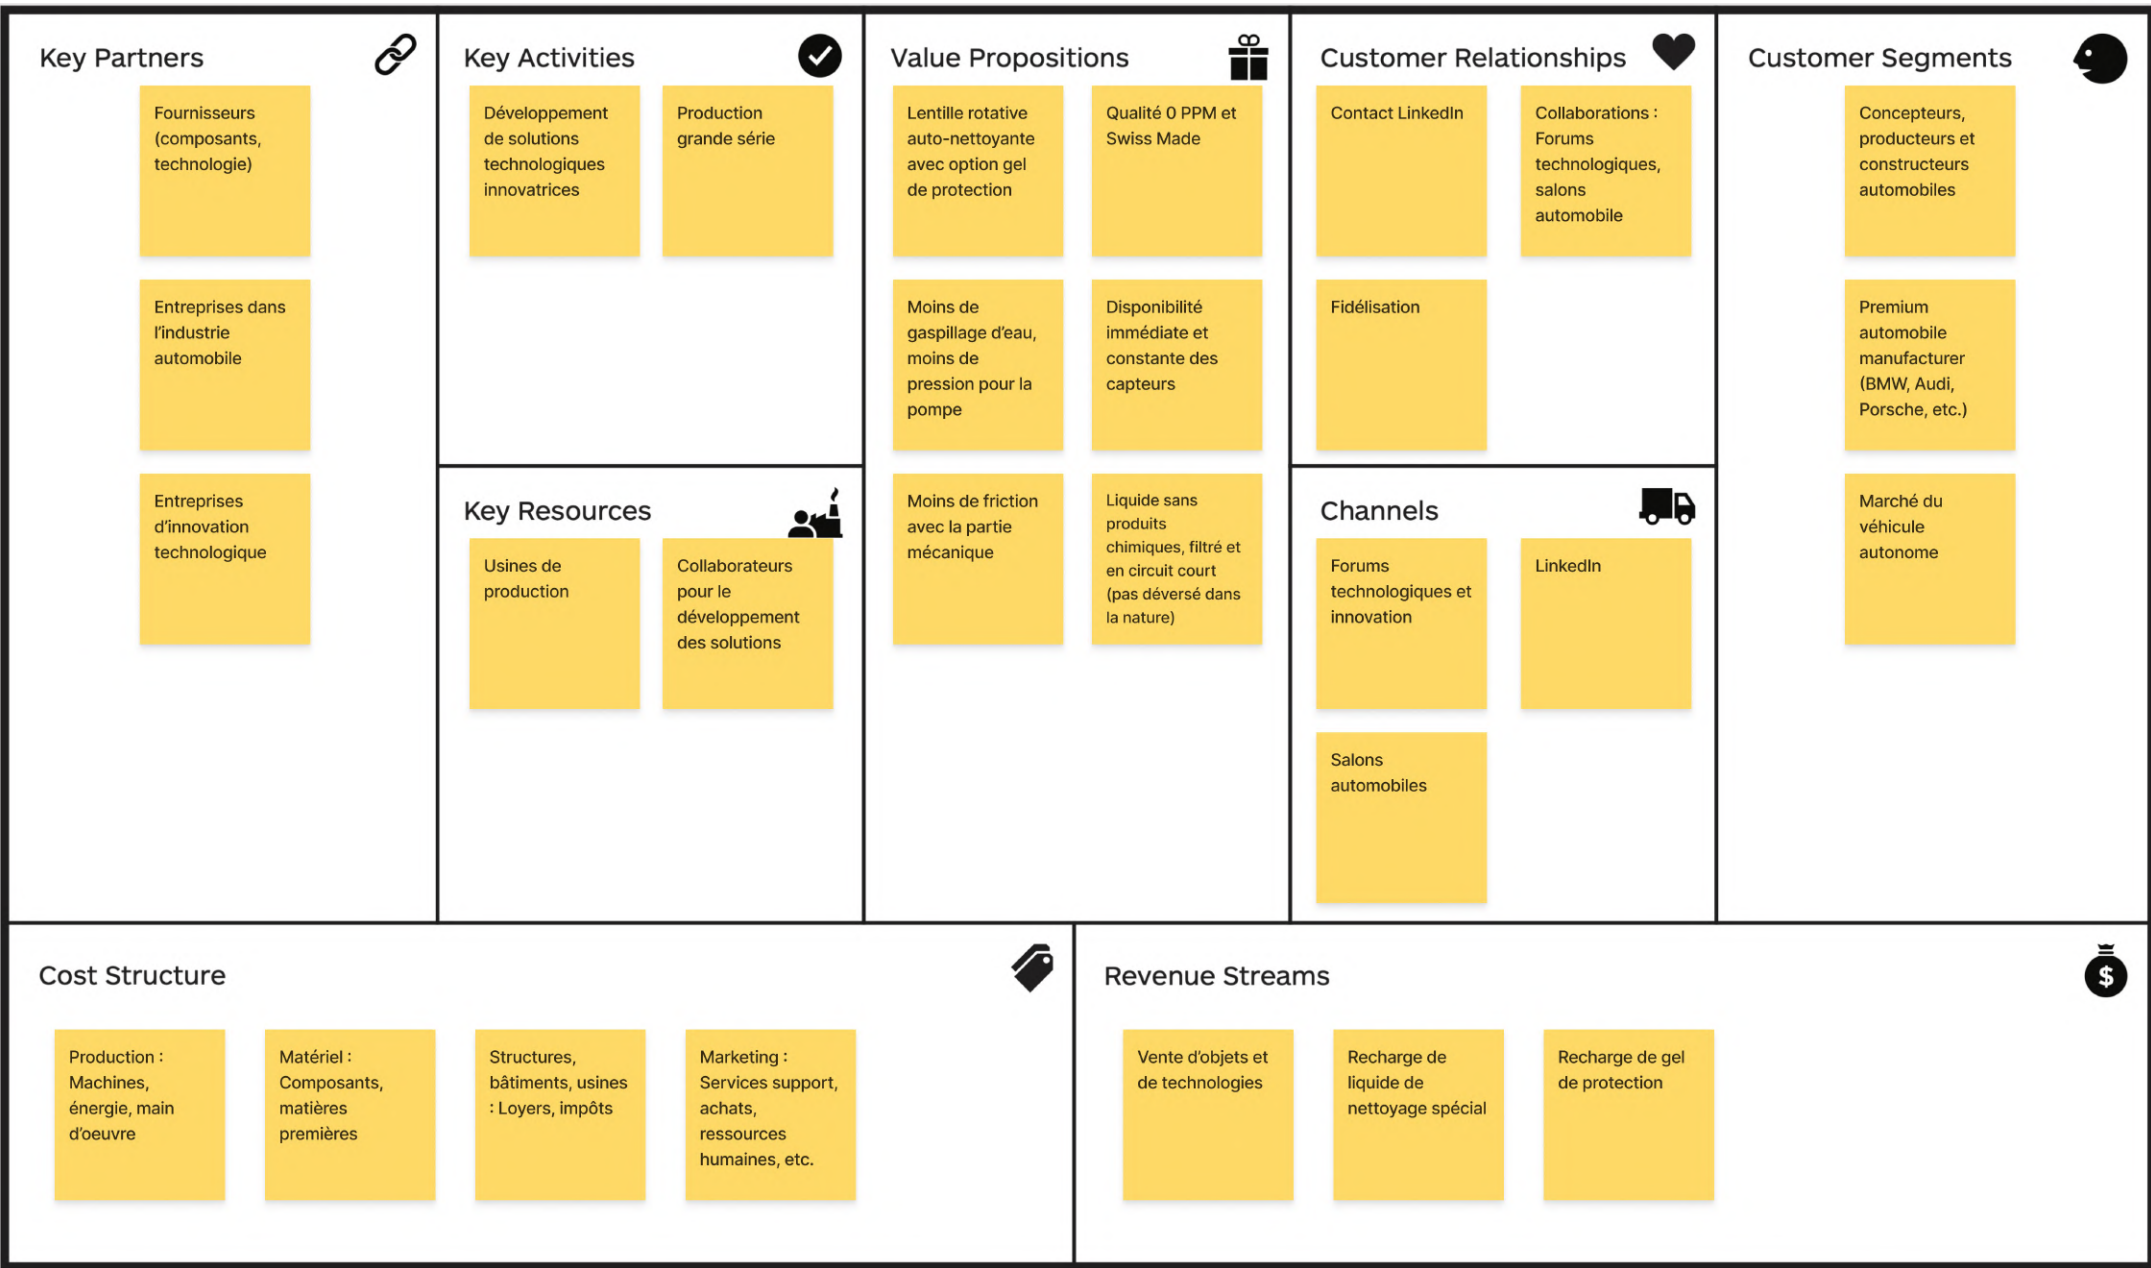 Key Partners
Fournisseurs
(composants,
technologie)
Entreprises dans
l'industrie
automobile
Entreprises
d'innovation
technologique
Key Activities
Développement
de solutions
technologiques
innovatrices
Production
grande série
Key Resources
Usines de
production
Collaborateurs
pour le
développement
des solutions
Value Propositions
Lentille rotative
auto-nettoyante
avec option gel
de protection
Qualité 0 PPM et
Swiss Made
Moins de
gaspillage d'eau,
moins de
pression pour la
pompe
Disponibilité
immédiate et
constante des
capteurs
Moins de friction
avec la partie
mécanique
Liquide sans
produits
chimiques, filtré et
en circuit court
(pas déversé dans
la nature)
Customer Relationships
Contact LinkedIn
Collaborations :
Forums
technologiques,
salons
automobile
Fidélisation
Channels
Forums
technologiques et
innovation
LinkedIn
Salons
automobiles
Customer Segments
Concepteurs,
producteurs et
constructeurs
automobiles
Premium
automobile
manufacturer
(BMW, Audi,
Porsche, etc.)
Marché du
véhicule
autonome
Cost Structure
Production :
Machines,
énergie, main
d'oeuvre
Matériel :
Composants,
matières
premières
Structures,
bâtiments, usines
: Loyers, impôts
Marketing :
Services support,
achats,
ressources
humaines, etc.
Revenue Streams
$
Vente d'objets et
de technologies
Recharge de
liquide de
nettoyage spécial
Recharge de gel
de protection